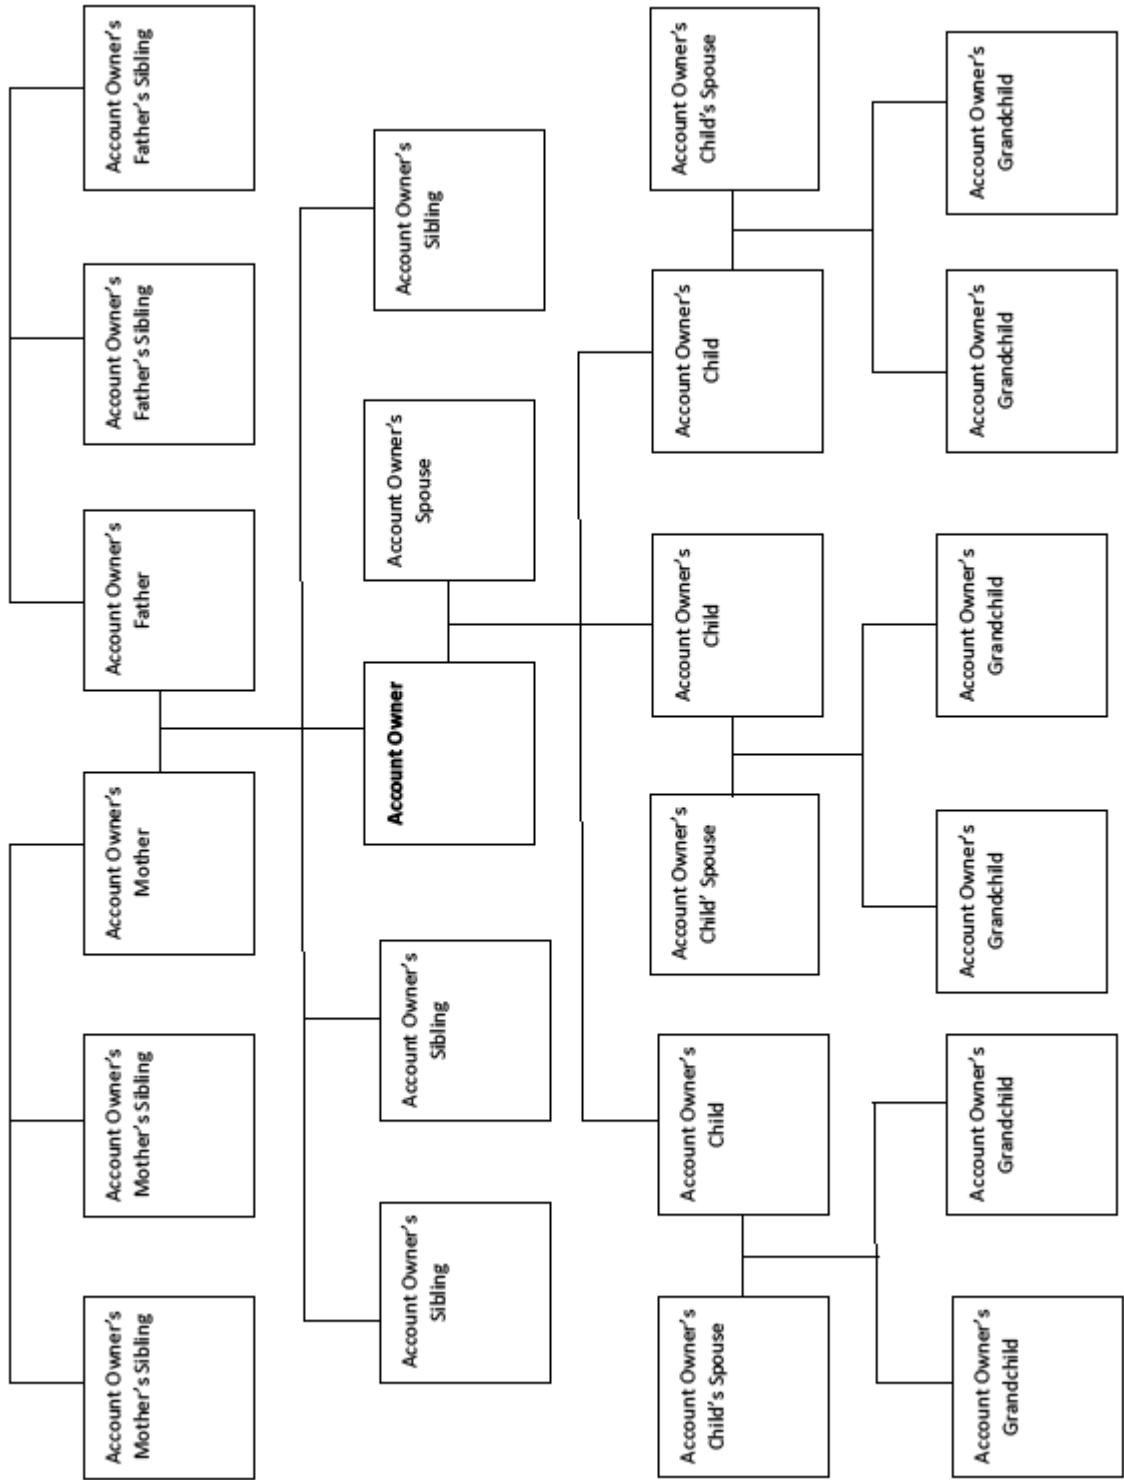 Account Owner's
Mother's Sibling
Account Owner's
Mother's Sibling
Account Owner's
Mother
Account Owner's
Father
Account Owner's
Father's Sibling
Account Owner's
Father's Sibling
Account Owner's
Sibling
Account Owner's
Sibling
Account Owner
Account Owner's
Spouse
Account Owner's
Sibling
Account Owner's
Child's Spouse
Account Owner's
Child
Account Owner's
Child' Spouse
Account Owner's
Child
Account Owner's
Child
Account Owner's
Child's Spouse
Account Owner's
Grandchild
Account Owner's
Grandchild
Account Owner's
Grandchild
Account Owner's
Grandchild
Account Owner's
Grandchild
Account Owner's
Grandchild